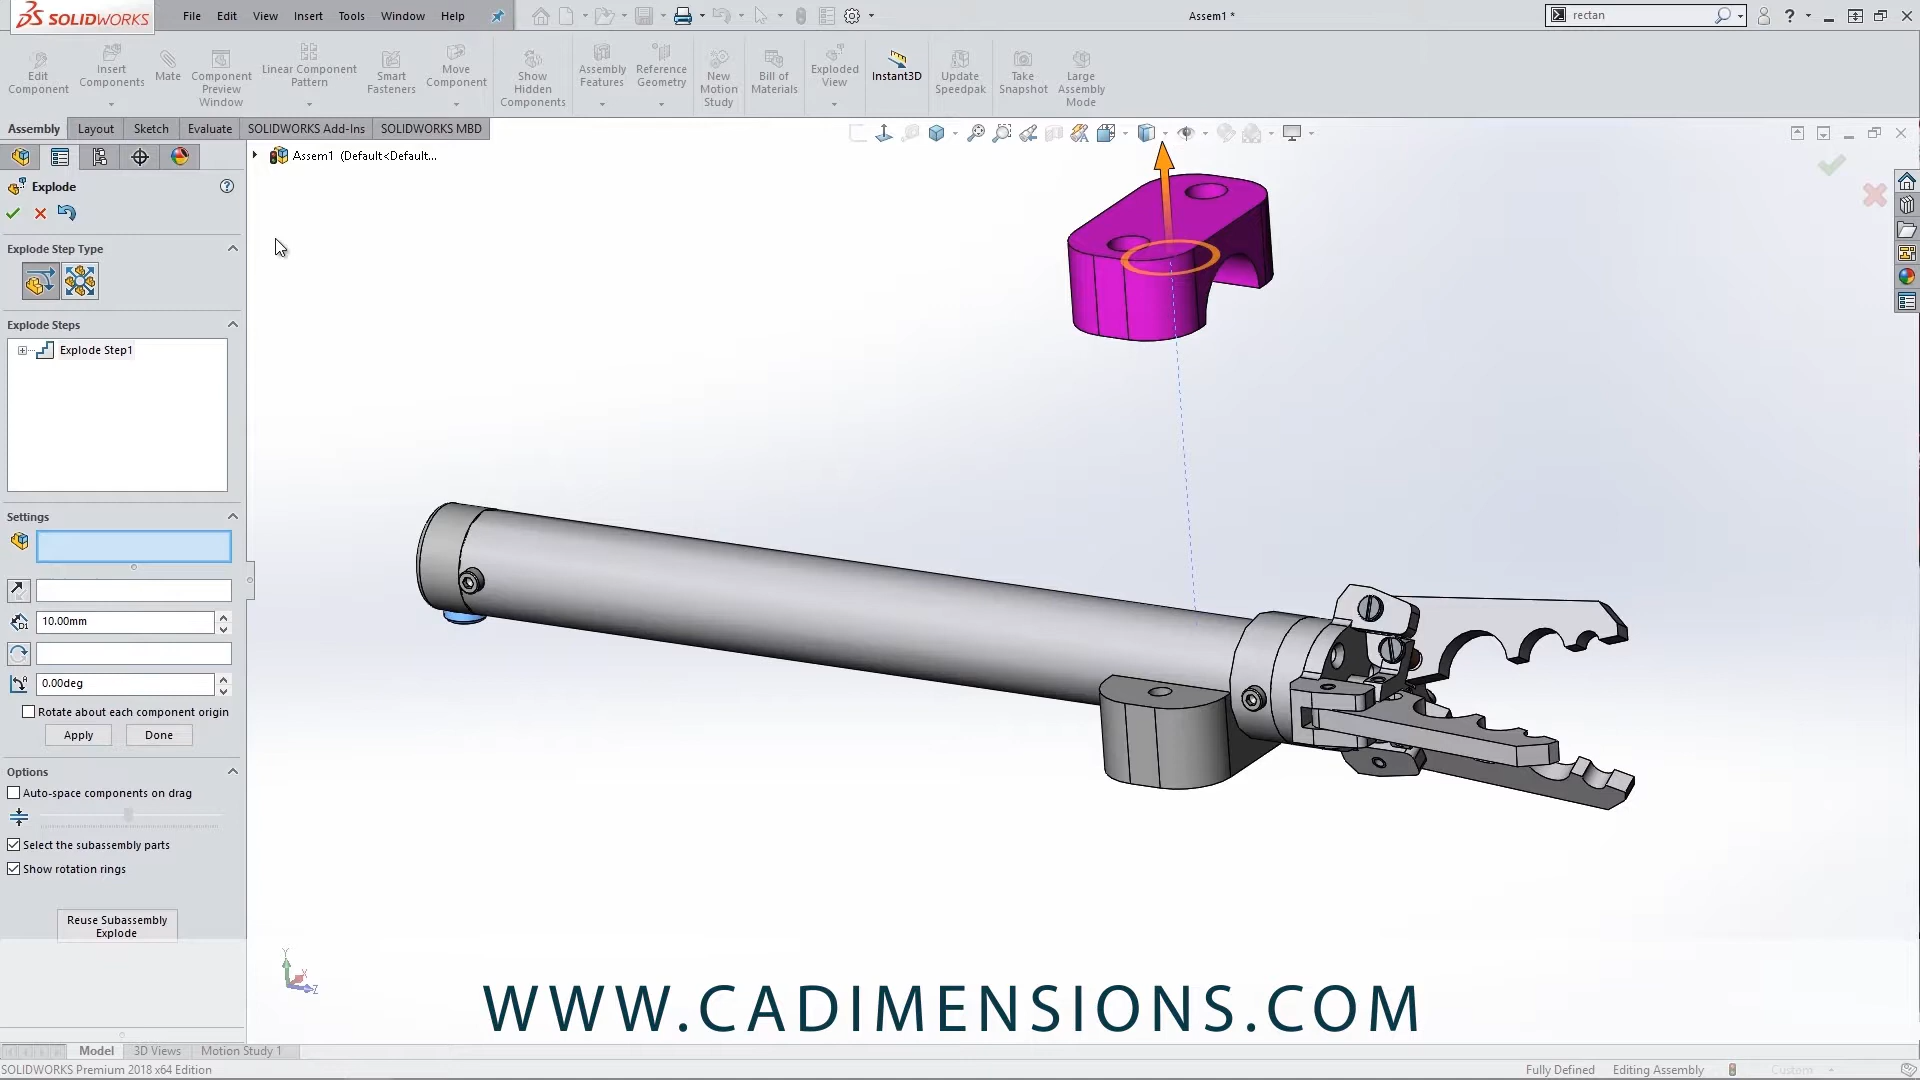 SOLIDWORKS
File Edit View Insert Tools Window Help
Assem1 *
rectan
Edit Component
Insert Components
Mate
Component Preview Window
Linear Component Pattern
Smart Fasteners
Move Component
Show Hidden Components
Assembly Features
Reference Geometry
New Motion Study
Bill of Materials
Exploded View
Instant3D
Update Speedpak
Take Snapshot
Large Assembly Mode
Assembly Layout Sketch Evaluate SOLIDWORKS Add-Ins SOLIDWORKS MBD
Assem1 (Default<Default...
Explode
Explode Step Type
Explode Steps
Explode Step1
Settings
10.00mm
0.00deg
Rotate about each component origin
Apply Done
Options
Auto-space components on drag
Select the subassembly parts
Show rotation rings
Reuse Subassembly
Explode
Y
X
Z
WWW.CADIMENSIONS.COM
Model 3D Views Motion Study 1
SOLIDWORKS Premium 2018 x64 Edition
Fully Defined Editing Assembly Custom